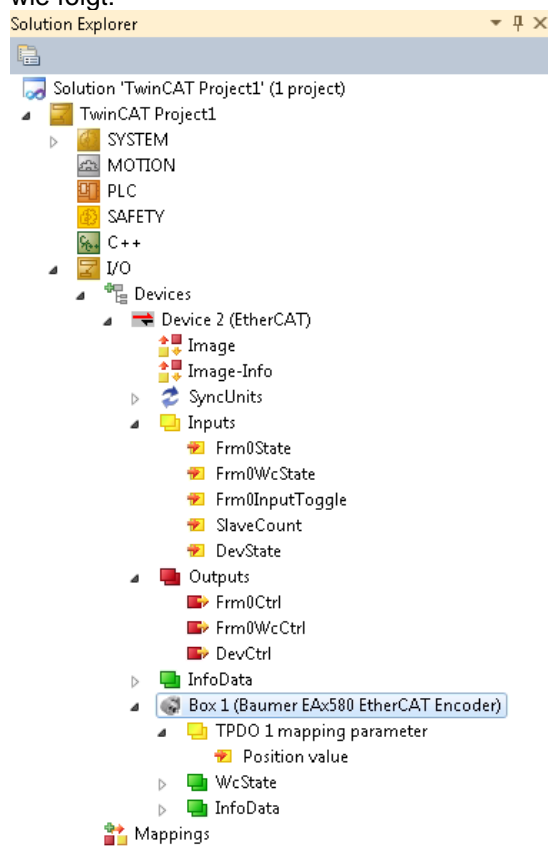 wie folgt:
Solution Explorer
Solution 'TwinCAT Project1' (1 project)
TwinCAT Project1
SYSTEM
MOTION
PLC
SAFETY
C++
I/O
Devices
Device 2 (EtherCAT)
Image
Image-Info
SyncUnits
Inputs
Frm0State
Frm0WcState
Frm0InputToggle
SlaveCount
DevState
Outputs
Frm0Ctrl
Frm0WcCtrl
DevCtrl
InfoData
Box 1 (Baumer EAx580 EtherCAT Encoder)
TPDO 1 mapping parameter
Position value
WcState
InfoData
Mappings